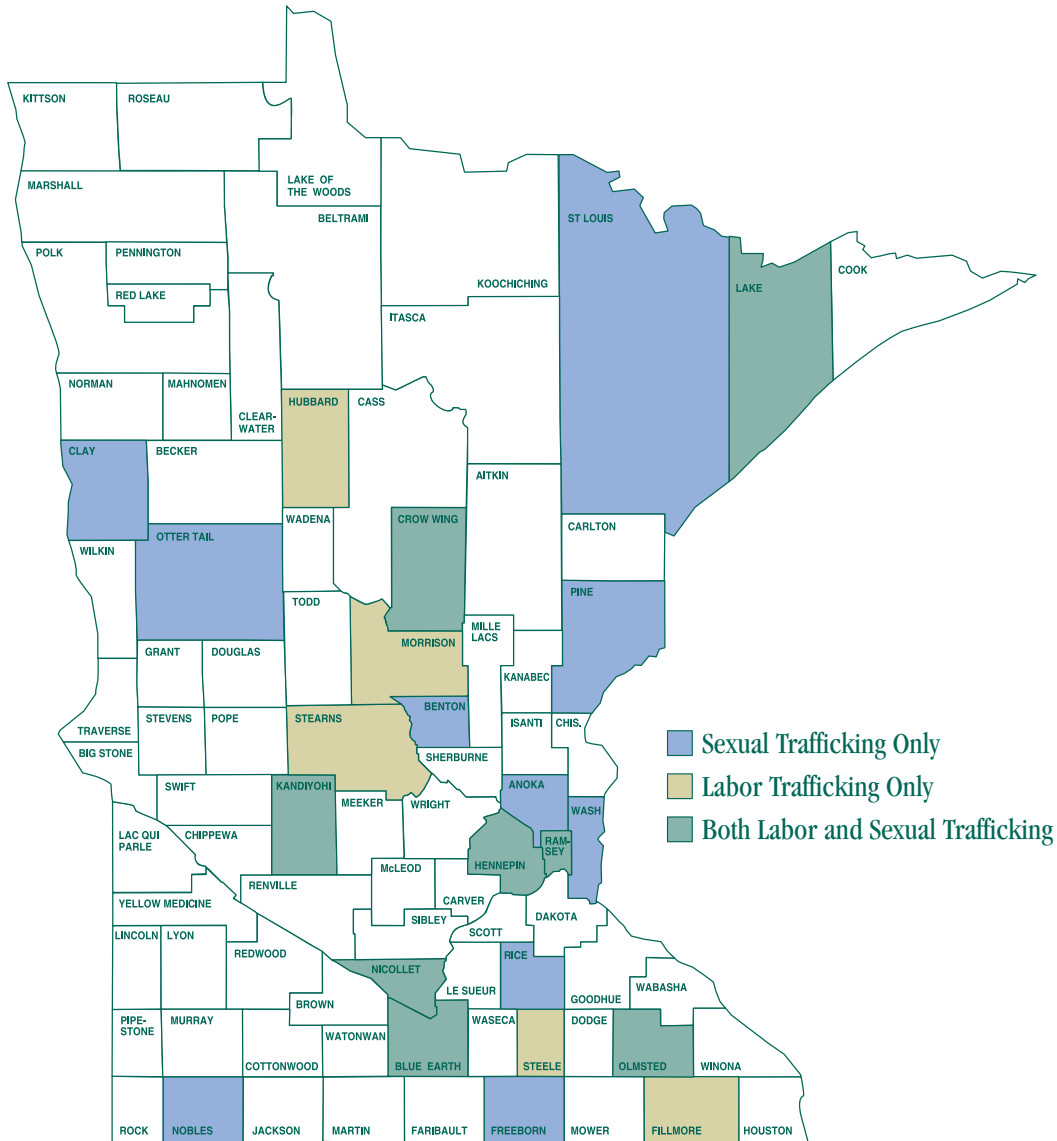 KITTSON
ROSEAU
LAKE OF
THE WOODS
MARSHALL
BELTRAMI
ST LOUIS
POLK
PENNINGTON
KOOCHICHING
COOK
LAKE
RED LAKE
ITASCA
NORMAN
MAHNOMEN
HUBBARD
CASS
CLEAR-
WATER
CLAY
BECKER
AITKIN
WADENA
CROW WING
CARLTON
OTTER TAIL
WILKIN
PINE
TODD
MILLE
LACS
MORRISON
GRANT
DOUGLAS
KANABEC
BENTON
STEVENS
POPE
STEARNS
ISANTI
CHIS.
TRAVERSE
BIG STONE
SHERBURNE
SWIFT
KANDIYOHI
ANOKA
MEEKER
WRIGHT
WASH
LAC QUI
PARLE
CHIPPEWA
RAM-
SEY
HENNEPIN
McLEOD
RENVILLE
CARVER
YELLOW MEDICINE
SIBLEY
DAKOTA
SCOTT
LINCOLN
LYON
REDWOOD
RICE
NICOLLET
LE SUEUR
WABASHA
GOODHUE
BROWN
PIPE-
STONE
MURRAY
WASECA
DODGE
WATONWAN
COTTONWOOD
BLUE EARTH
STEELE
OLMSTED
WINONA
ROCK
NOBLES
JACKSON
MARTIN
FARIBAULT
FREEBORN
MOWER
FILLMORE
HOUSTON
Sexual Trafficking Only
Labor Trafficking Only
Both Labor and Sexual Trafficking